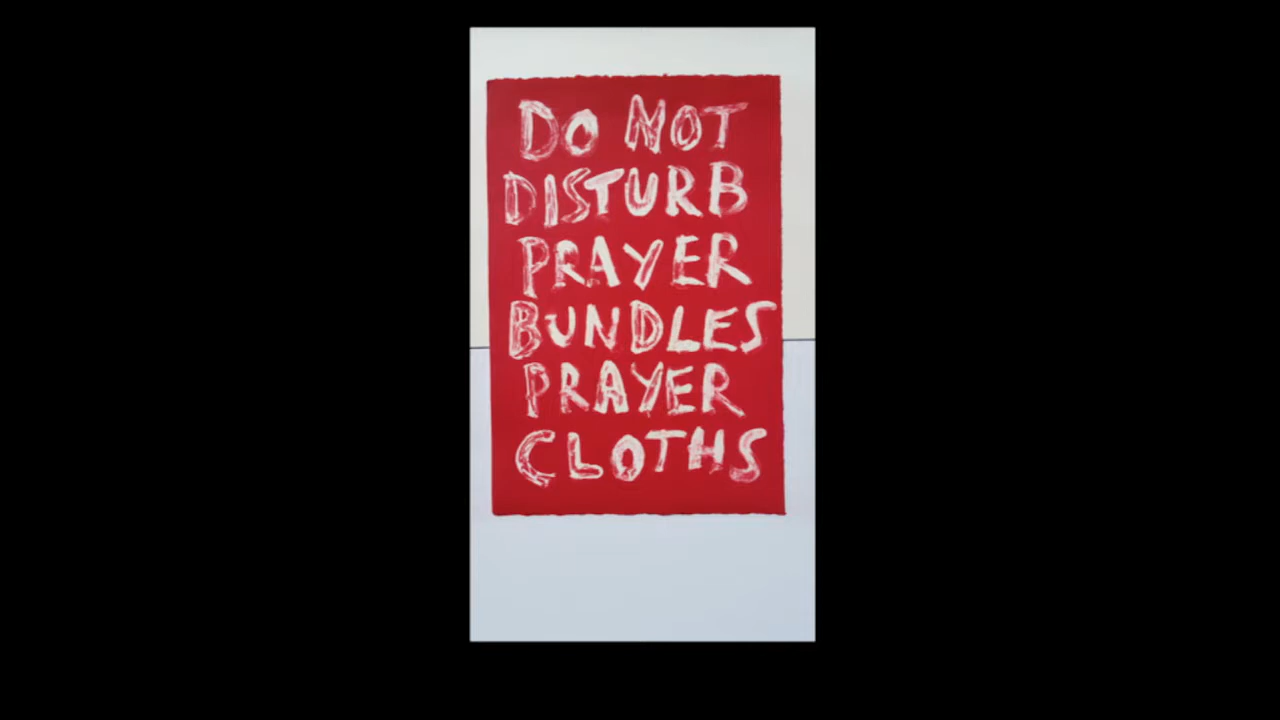 DO NOT
DISTURB
PRAYER
BUNDLES
PRAYER
CLOTHS